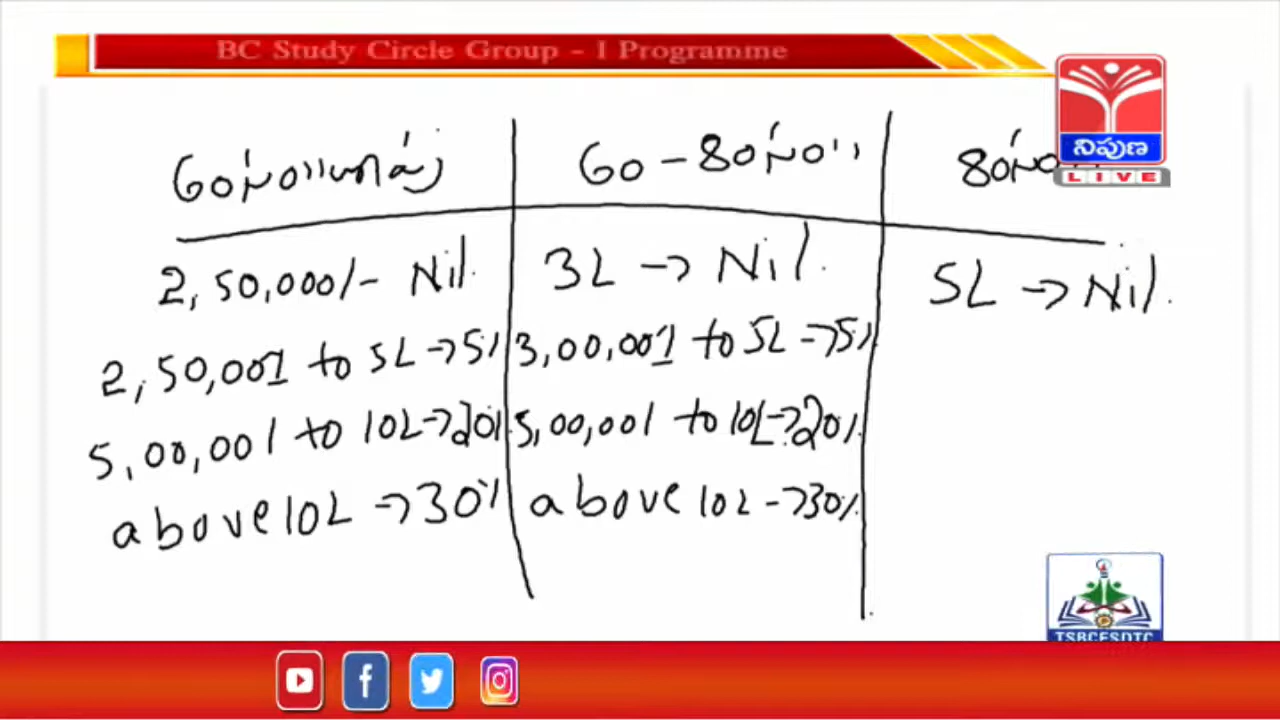 BC Study Circle Group - I Programme
నిపుణ
LIVE
60సం॥
60 - 80సం॥
80సం
2,50,000/- Nil.
3L → Nil.
5L → Nil.
2,50,001 to 5L → 5%
3,00,001 to 5L → 5%
5,00,001 to 10L → 20%
5,00,001 to 10L → 20%
above 10L → 30%
above 10L → 30%
TSBCESDTC